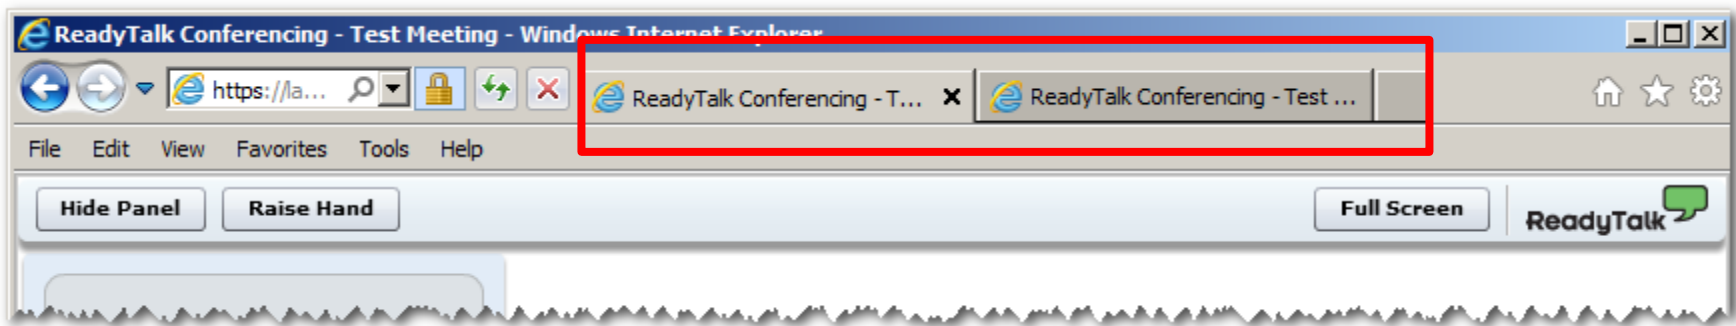 ReadyTalk Conferencing - Test Meeting - Windows Internet Explorer
https://la... ReadyTalk Conferencing - T... ReadyTalk Conferencing - Test ...
File Edit View Favorites Tools Help
Hide Panel Raise Hand Full Screen ReadyTalk